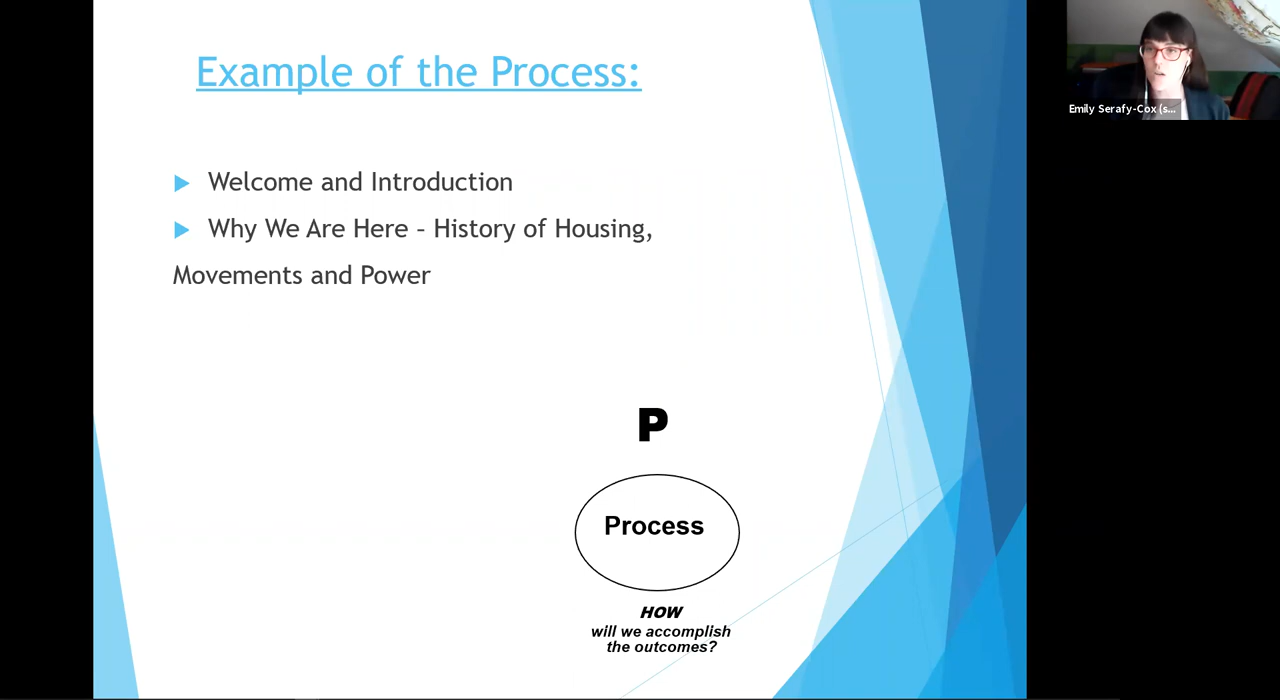 Example of the Process:
Welcome and Introduction
Why We Are Here – History of Housing,
Movements and Power
P
Process
HOW
will we accomplish
the outcomes?
Emily Serafy-Cox (s...